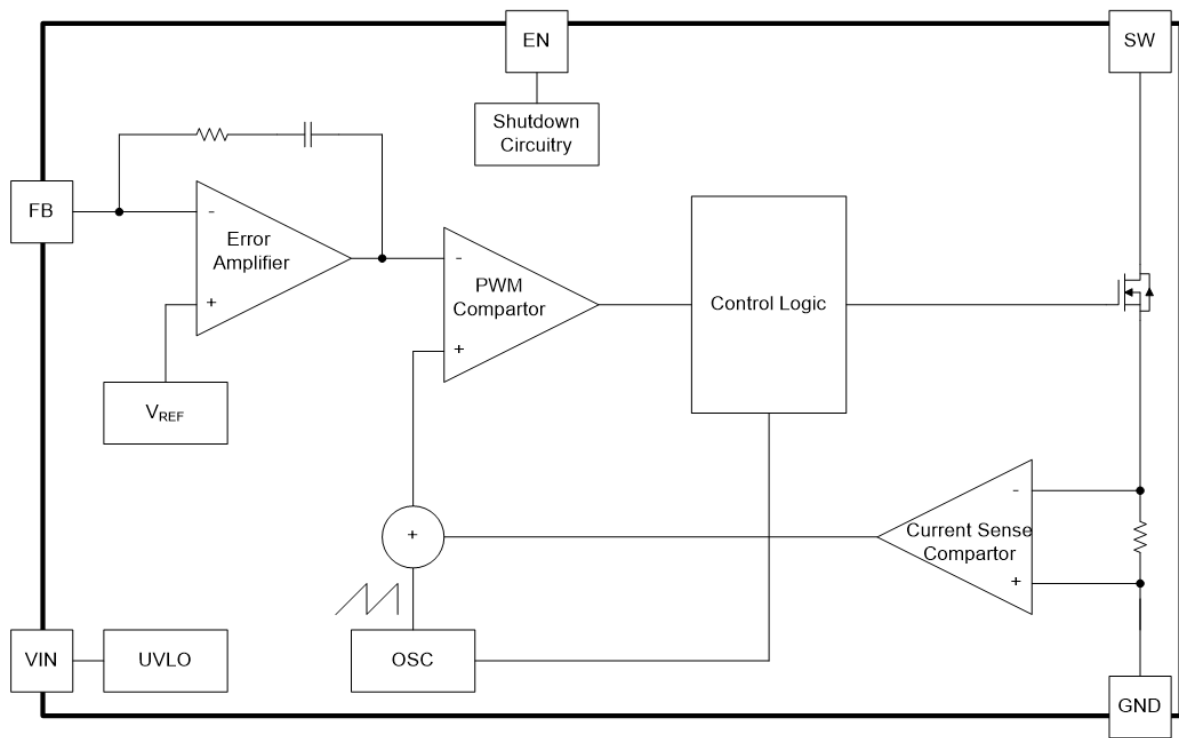 EN
SW
Shutdown
Circuitry
FB
-
Error
Amplifier
+
-
PWM
Compartor
+
Control Logic
VREF
-
Current Sense
Compartor
+
+
VIN
UVLO
OSC
GND